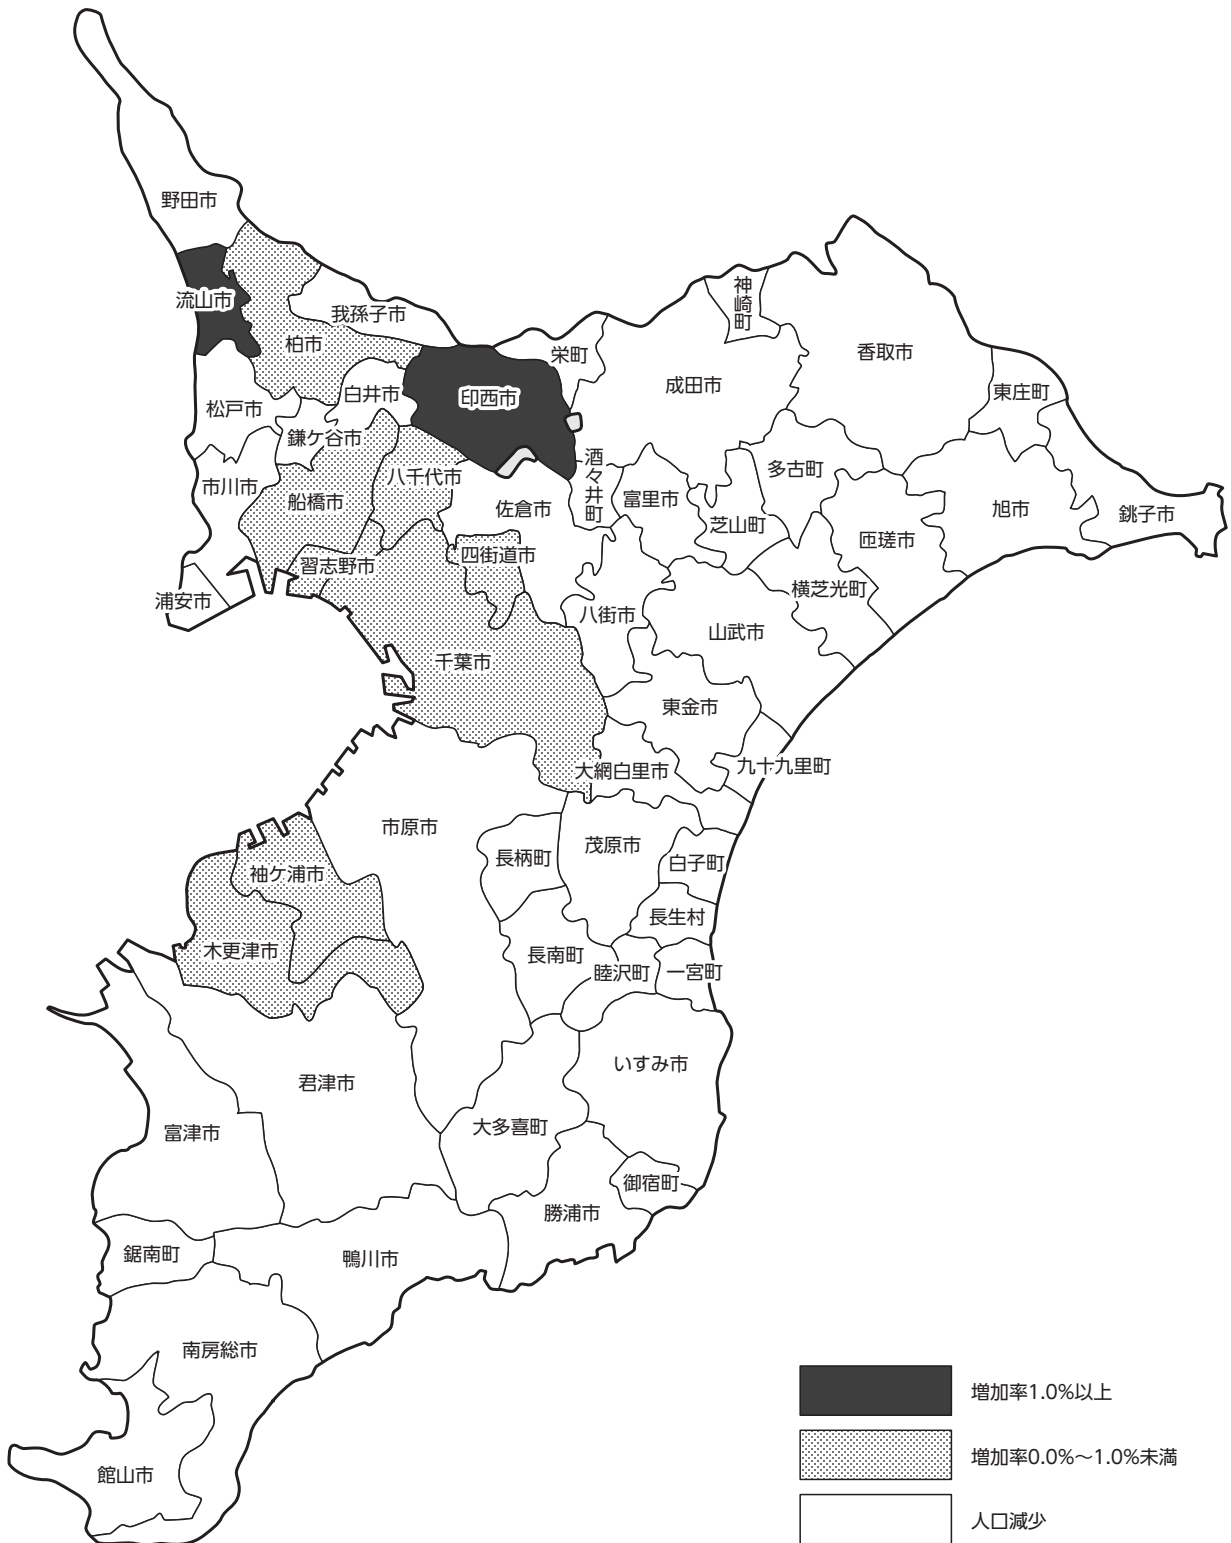 野田市
流山市
柏市
我孫子市
神崎町
栄町
成田市
香取市
東庄町
印西市
白井市
松戸市
鎌ケ谷市
市川市
船橋市
八千代市
佐倉市
酒々井町
富里市
芝山町
多古町
匝瑳市
旭市
銚子市
習志野市
四街道市
浦安市
八街市
横芝光町
山武市
千葉市
東金市
大網白里市
九十九里町
市原市
長柄町
茂原市
白子町
袖ケ浦市
長生村
木更津市
長南町
睦沢町
一宮町
いすみ市
君津市
富津市
大多喜町
御宿町
勝浦市
鋸南町
鴨川市
南房総市
館山市
増加率1.0%以上
増加率0.0%～1.0%未満
人口減少